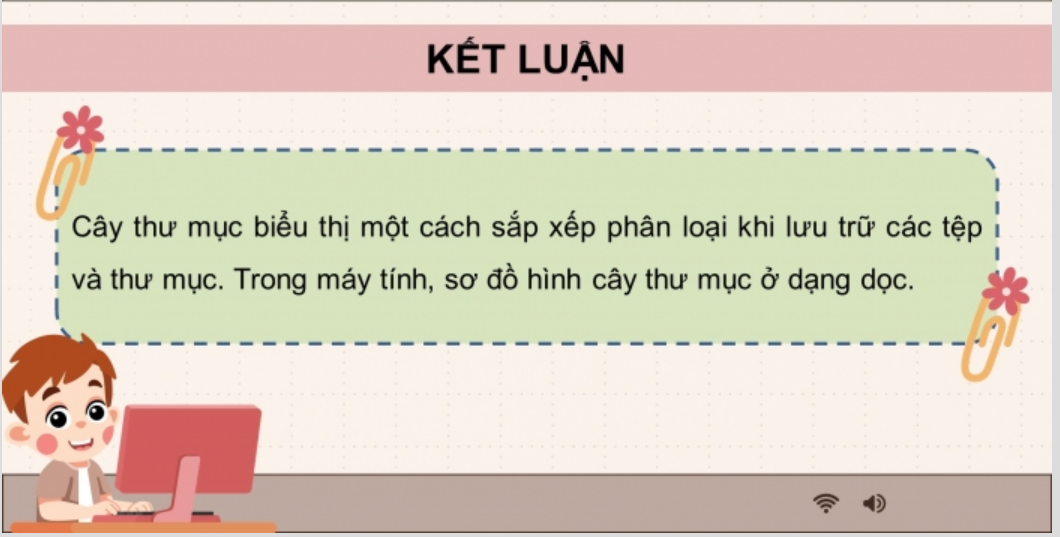 KẾT LUẬN
Cây thư mục biểu thị một cách sắp xếp phân loại khi lưu trữ các tệp
và thư mục. Trong máy tính, sơ đồ hình cây thư mục ở dạng dọc.